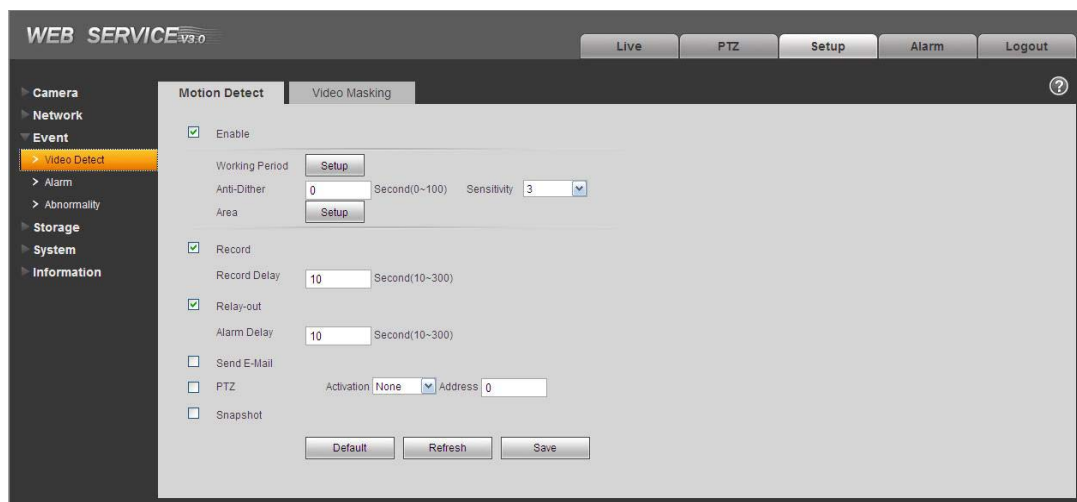 WEB SERVICE V3.0
Live PTZ Setup Alarm Logout
Camera
Network
Event
> Video Detect
> Alarm
> Abnormality
Storage
System
Information
Motion Detect Video Masking
?
Enable
Working Period Setup
Anti-Dither 0 Second(0~100) Sensitivity 3
Area Setup
Record
Record Delay 10 Second(10~300)
Relay-out
Alarm Delay 10 Second(10~300)
Send E-Mail
PTZ Activation None Address 0
Snapshot
Default Refresh Save